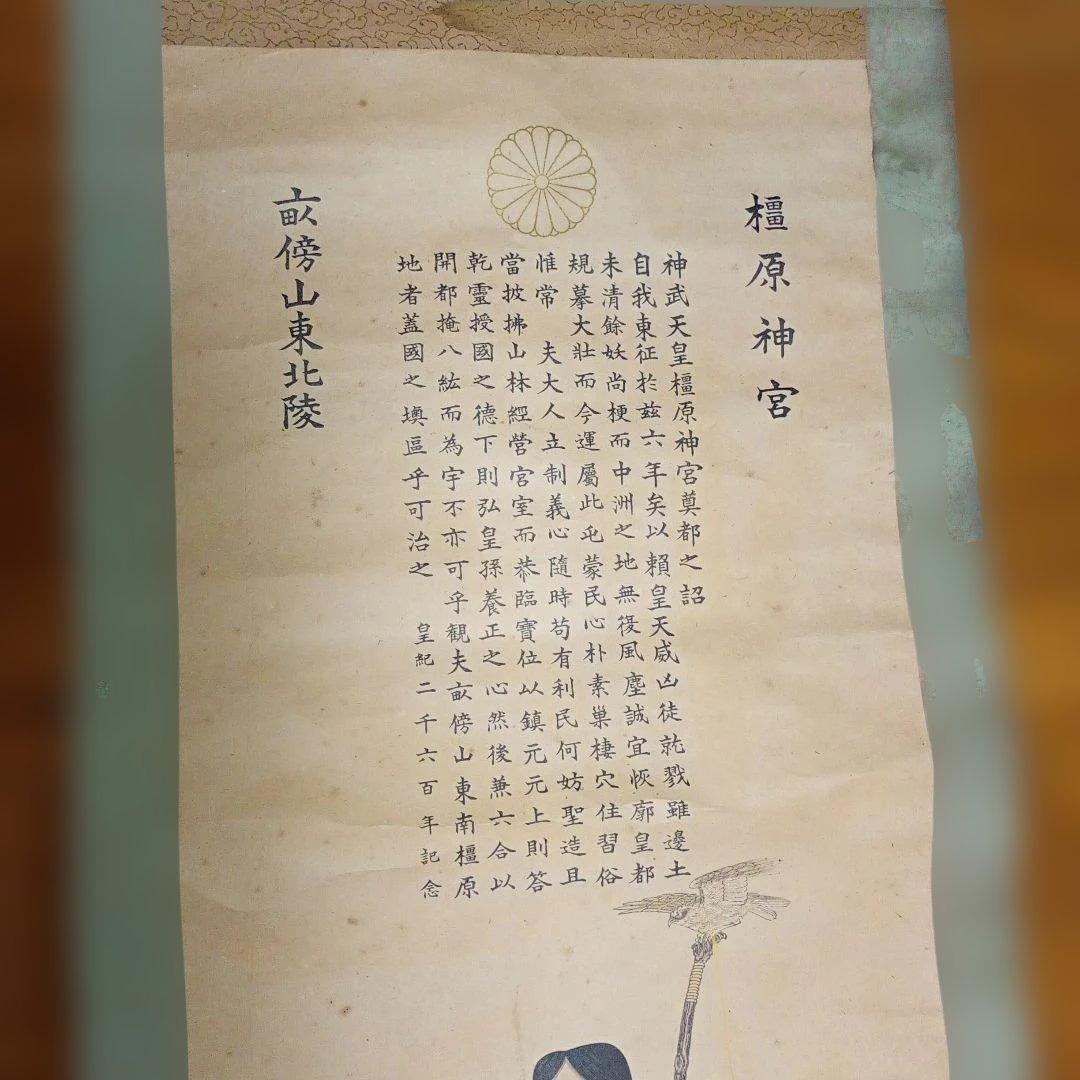 橿原神宮
神武天皇橿原神宮奠都之詔
自我東征於茲六年矣以賴皇天威凶徒就戮雖邊土
未清餘妖尚梗而中洲之地無復風塵誠宜恢廓皇都
規摹大壯而今運屬此屯蒙民心朴素巢棲穴住習俗
惟常 夫大人立制義心隨時苟有利民何妨聖造且
當披拂山林經營宮室而恭臨寶位以鎮元元上則答
乾靈授國之德下則弘皇孫養正之心然後兼六合以
開都掩八紘而為宇不亦可乎観夫畝傍山東南橿原
地者蓋國之墺區乎可治之 皇紀二千六百年記念
畝傍山東北陵